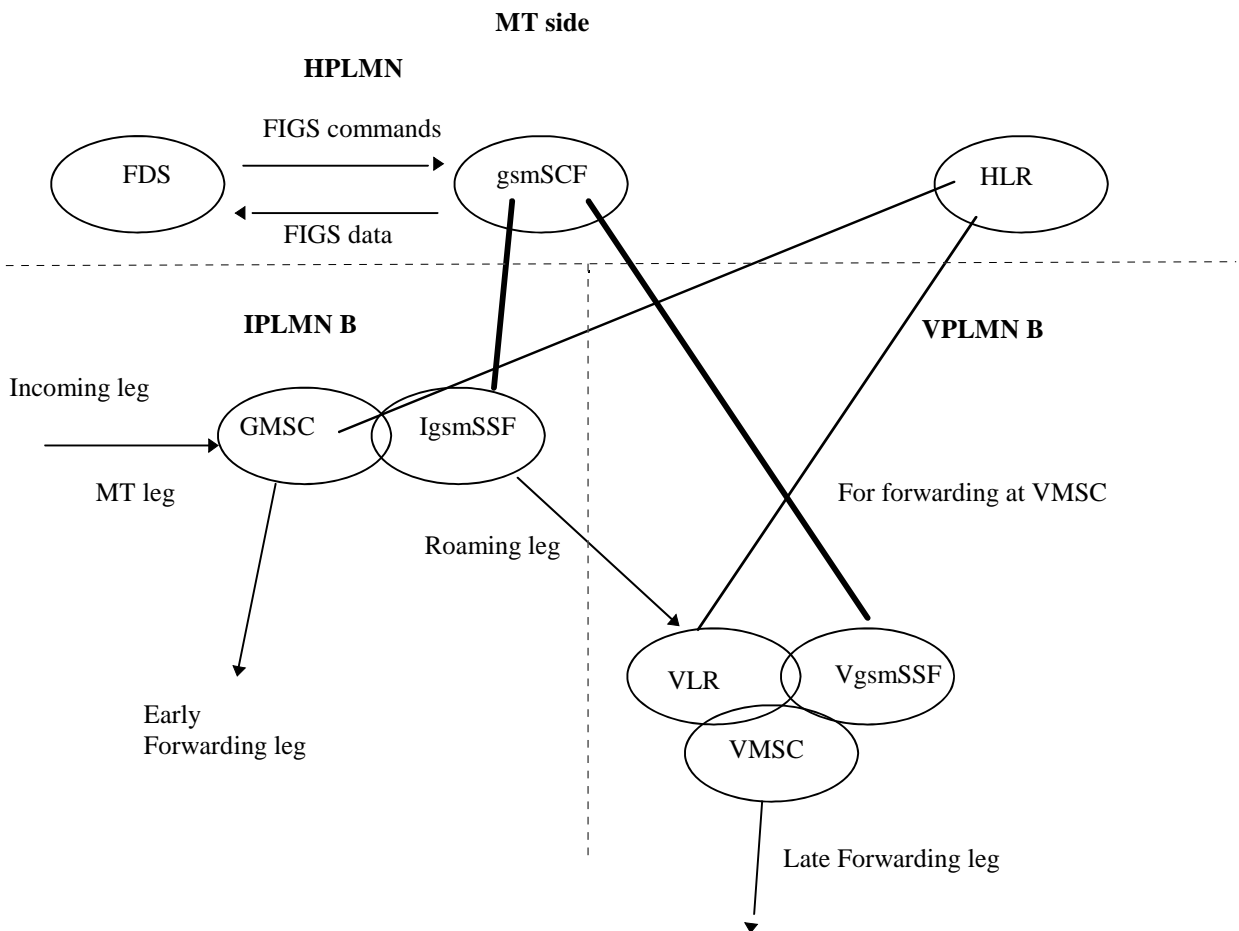 MT side
HPLMN
FIGS commands
FDS
gsmSCF
HLR
FIGS data
IPLMN B
VPLMN B
Incoming leg
GMSC
IgsmSSF
MT leg
For forwarding at VMSC
Roaming leg
VLR
VgsmSSF
Early
Forwarding leg
VMSC
Late Forwarding leg